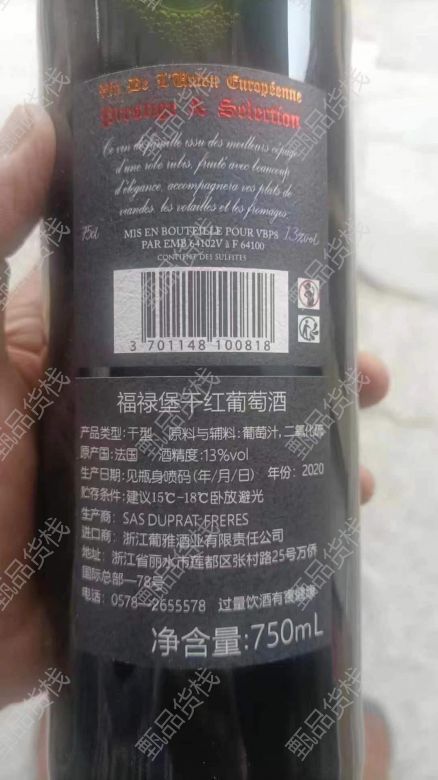 Vin De L'Union Européenne
Prestige & Selection
Ce vin de famille issu des meilleurs cépages
d'une robe rubis, fruité avec beaucoup
d'élégance, accompagnera vos plats de
viandes, les volailles et les fromages.
75cl MIS EN BOUTEILLE POUR VBPS 13%vol
PAR EMB 64102V à F 64100
CONTIENT DES SULFITES
3 701148 100818
福禄堡干红葡萄酒
产品类型:干型 原料与辅料:葡萄汁,二氧化硫
原产国:法国 酒精度:13%vol
生产日期:见瓶身喷码(年/月/日) 年份:2020
贮存条件:建议15℃-18℃卧放避光
生产商: SAS DUPRAT FRERES
进口商: 浙江葡雅酒业有限责任公司
地址: 浙江省丽水市莲都区张村路25号万侨
国际总部—78号
电话: 0578—2655578 过量饮酒有害健康
净含量:750mL
甄品货栈